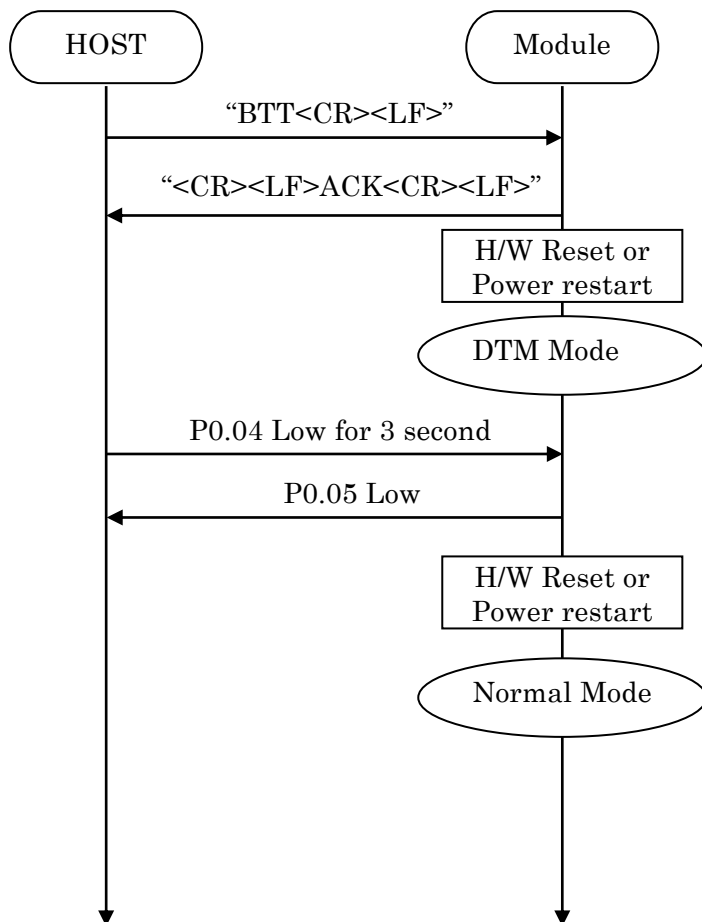 HOST
Module
“BTT<CR><LF>”
“<CR><LF>ACK<CR><LF>”
H/W Reset or
Power restart
DTM Mode
P0.04 Low for 3 second
P0.05 Low
H/W Reset or
Power restart
Normal Mode